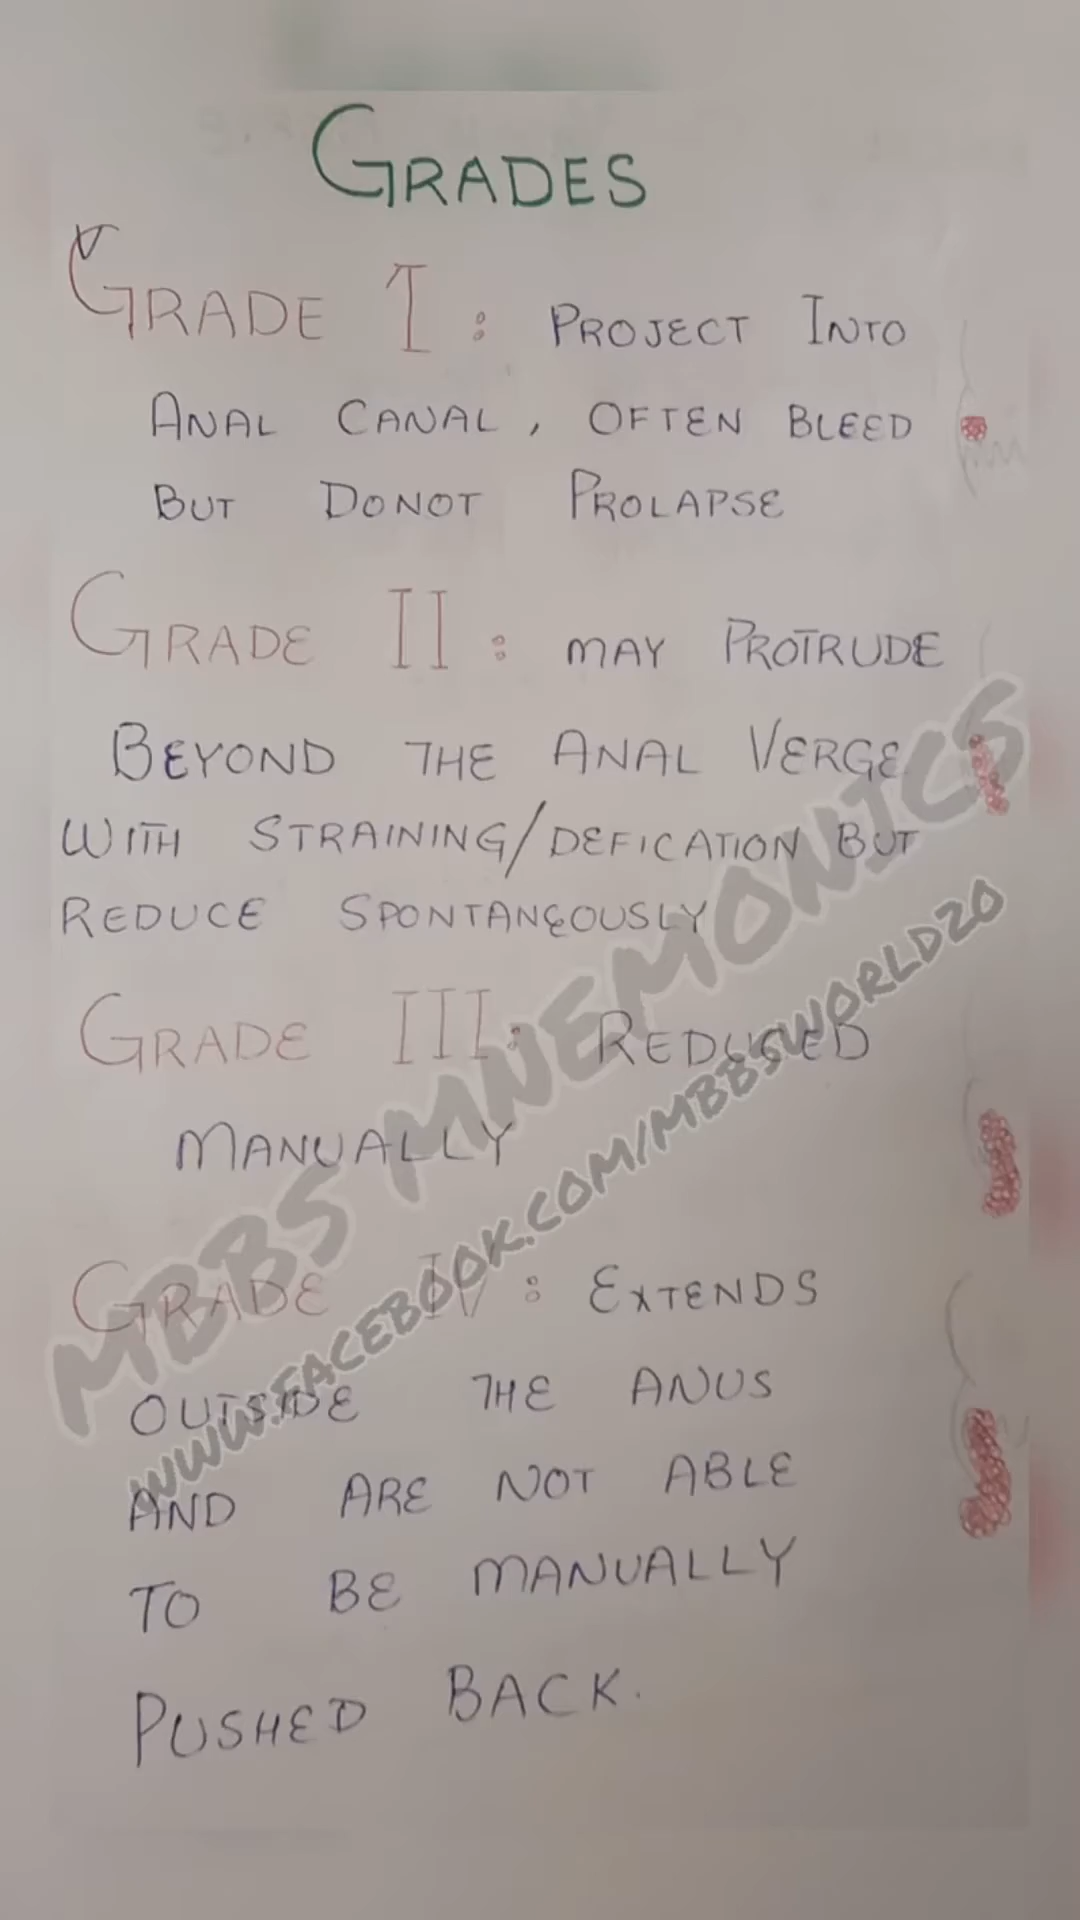 GRADES
GRADE I : PROJECT INTO
ANAL CANAL, OFTEN BLEED
BUT DONOT PROLAPSE
GRADE II : MAY PROTRUDE
BEYOND THE ANAL VERGE
WITH STRAINING/DEFICATION BUT
REDUCE SPONTANEOUSLY
GRADE III : REDUCED
MANUALLY
GRADE IV : EXTENDS
OUTSIDE THE ANUS
AND ARE NOT ABLE
TO BE MANUALLY
PUSHED BACK.
MBBS MNEMONICS
WWW.FACEBOOK.COM/MBBSWORLD20